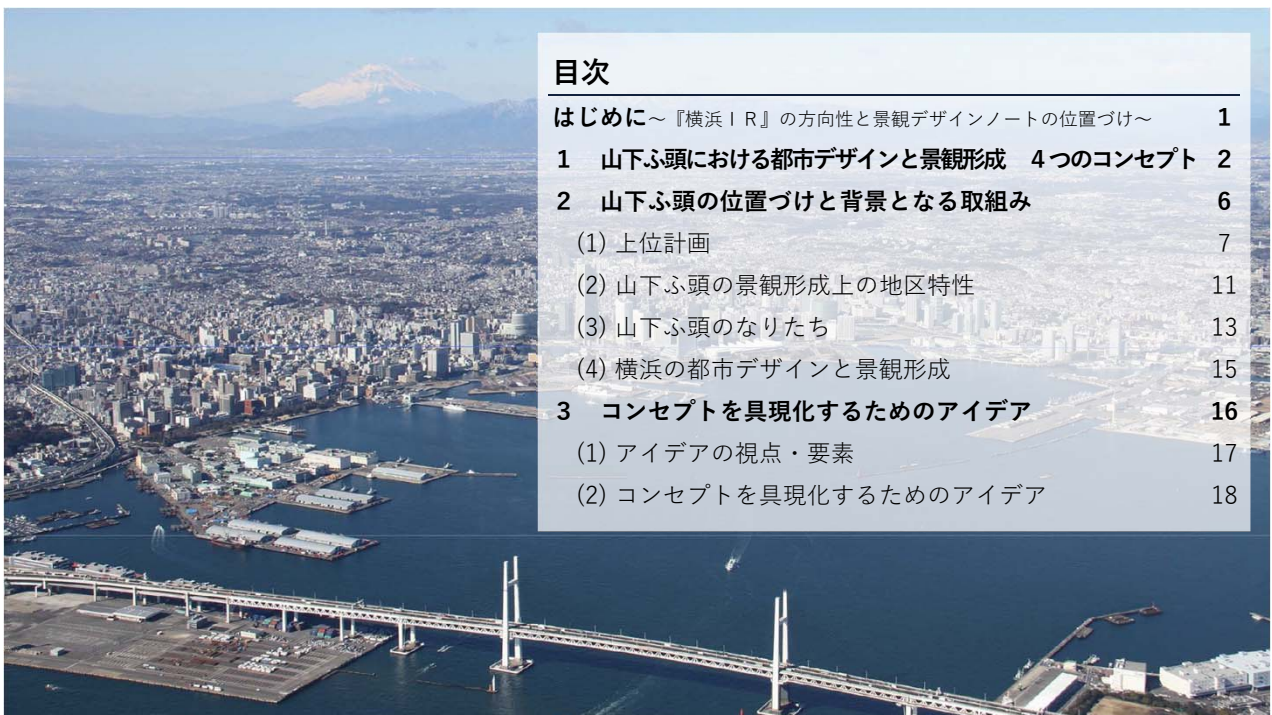 目次
はじめに～『横浜ＩＲ』の方向性と景観デザインノートの位置づけ～ 1
1 山下ふ頭における都市デザインと景観形成　４つのコンセプト 2
2 山下ふ頭の位置づけと背景となる取組み 6
(1) 上位計画 7
(2) 山下ふ頭の景観形成上の地区特性 11
(3) 山下ふ頭のなりたち 13
(4) 横浜の都市デザインと景観形成 15
3 コンセプトを具現化するためのアイデア 16
(1) アイデアの視点・要素 17
(2) コンセプトを具現化するためのアイデア 18